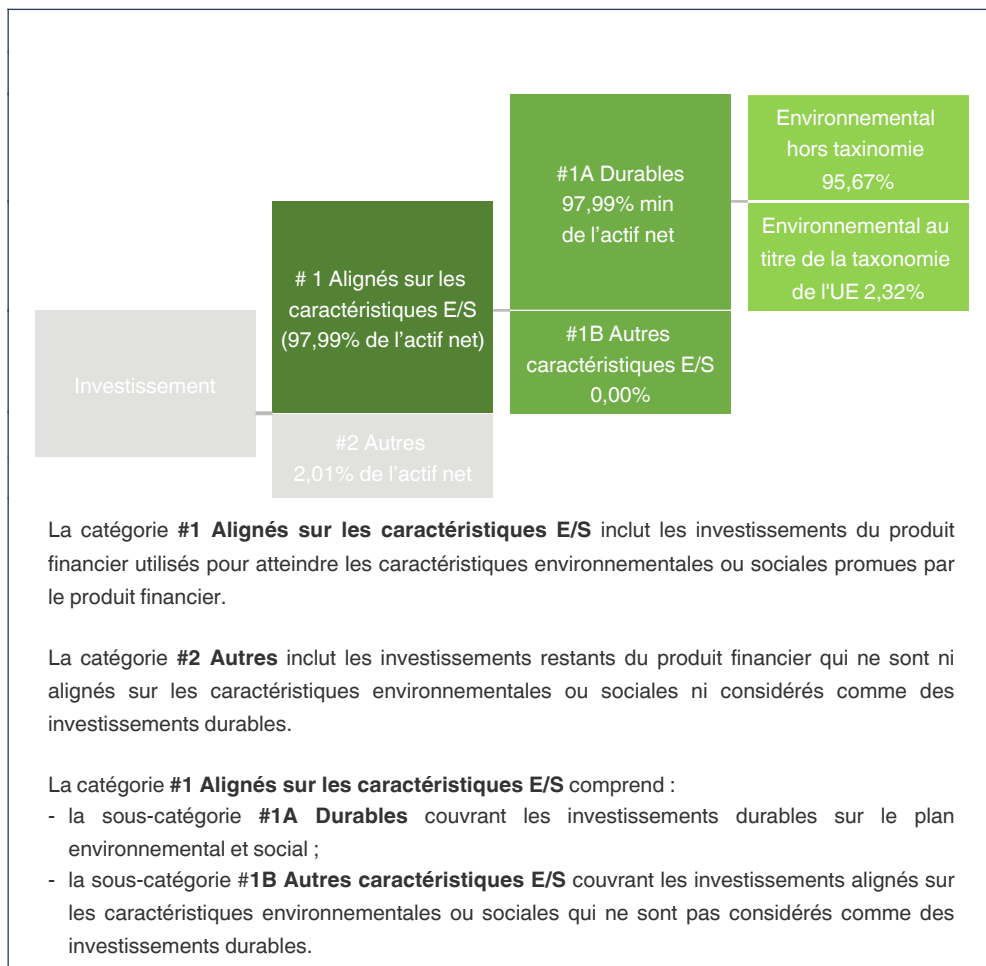 Investissement
# 1 Alignés sur les
caractéristiques E/S
(97,99% de l’actif net)
#2 Autres
2,01% de l’actif net
#1A Durables
97,99% min
de l’actif net
#1B Autres
caractéristiques E/S
0,00%
Environnemental
hors taxinomie
95,67%
Environnemental au
titre de la taxonomie
de l'UE 2,32%
La catégorie #1 Alignés sur les caractéristiques E/S inclut les investissements du produit
financier utilisés pour atteindre les caractéristiques environnementales ou sociales promues par
le produit financier.
La catégorie #2 Autres inclut les investissements restants du produit financier qui ne sont ni
alignés sur les caractéristiques environnementales ou sociales ni considérés comme des
investissements durables.
La catégorie #1 Alignés sur les caractéristiques E/S comprend :
- la sous-catégorie #1A Durables couvrant les investissements durables sur le plan
environnemental et social ;
- la sous-catégorie #1B Autres caractéristiques E/S couvrant les investissements alignés sur
les caractéristiques environnementales ou sociales qui ne sont pas considérés comme des
investissements durables.